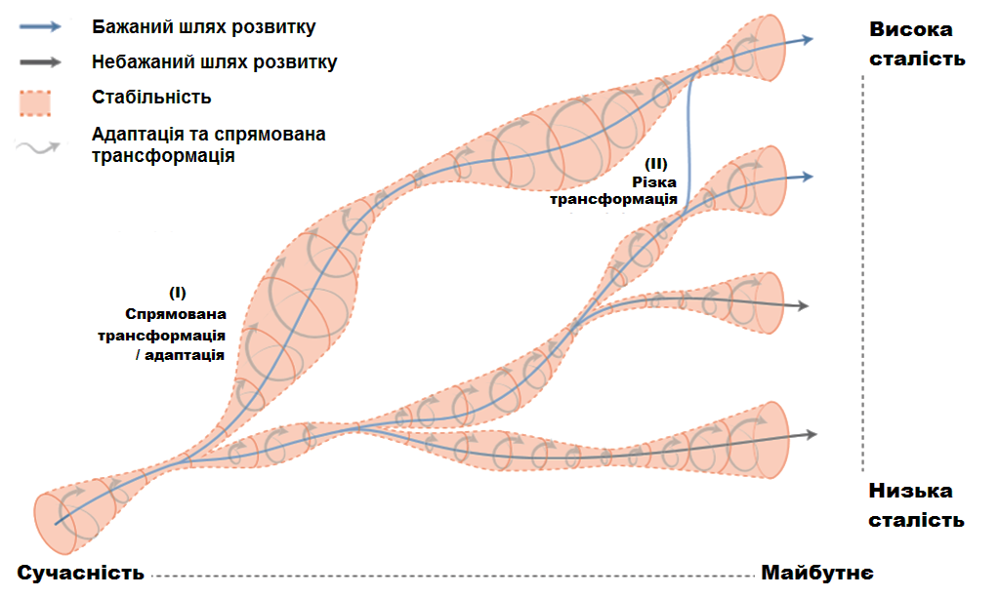 Бажаний шлях розвитку
Небажаний шлях розвитку
Стабільність
Адаптація та спрямована
трансформація
Висока
сталість
(II)
Різка
трансформація
(I)
Спрямована
трансформація
/ адаптація
Низька
сталість
Сучасність
Майбутнє